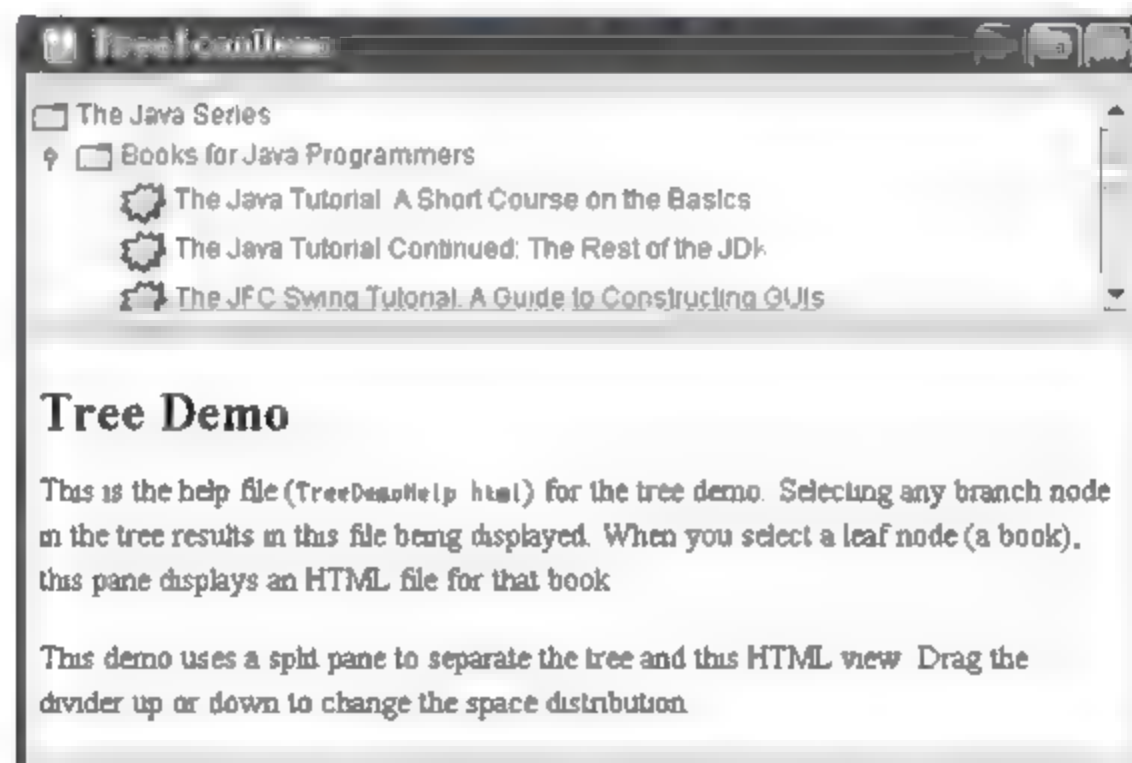 TreeIconDemo
The Java Series
Books for Java Programmers
The Java Tutorial A Short Course on the Basics
The Java Tutorial Continued: The Rest of the JDK
The JFC Swing Tutorial. A Guide to Constructing GUIs
Tree Demo
This is the help file (TreeDemoHelp html) for the tree demo. Selecting any branch node
in the tree results in this file being displayed. When you select a leaf node (a book),
this pane displays an HTML file for that book
This demo uses a split pane to separate the tree and this HTML view Drag the
divider up or down to change the space distribution